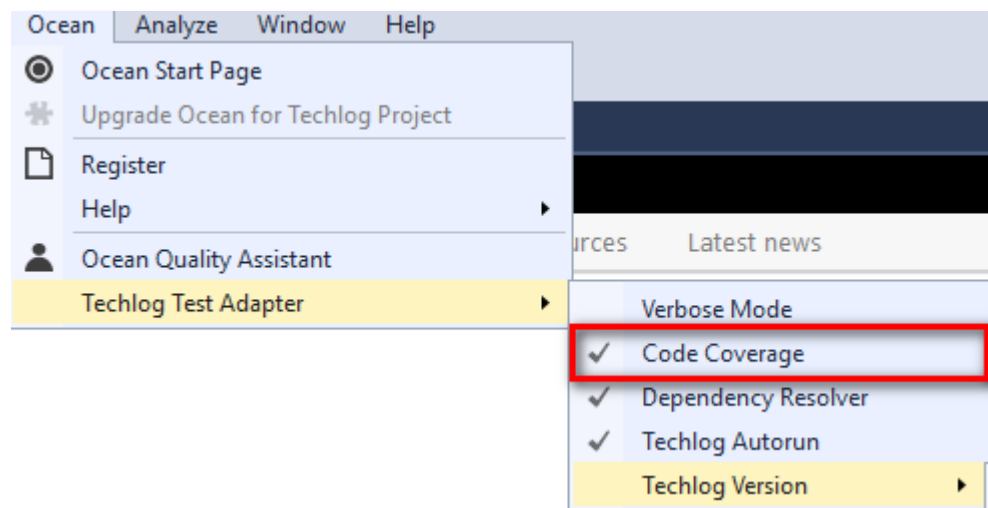 Ocean Analyze Window Help
Ocean Start Page
Upgrade Ocean for Techlog Project
Register
Help
Ocean Quality Assistant
Techlog Test Adapter
urces Latest news
Verbose Mode
Code Coverage
Dependency Resolver
Techlog Autorun
Techlog Version